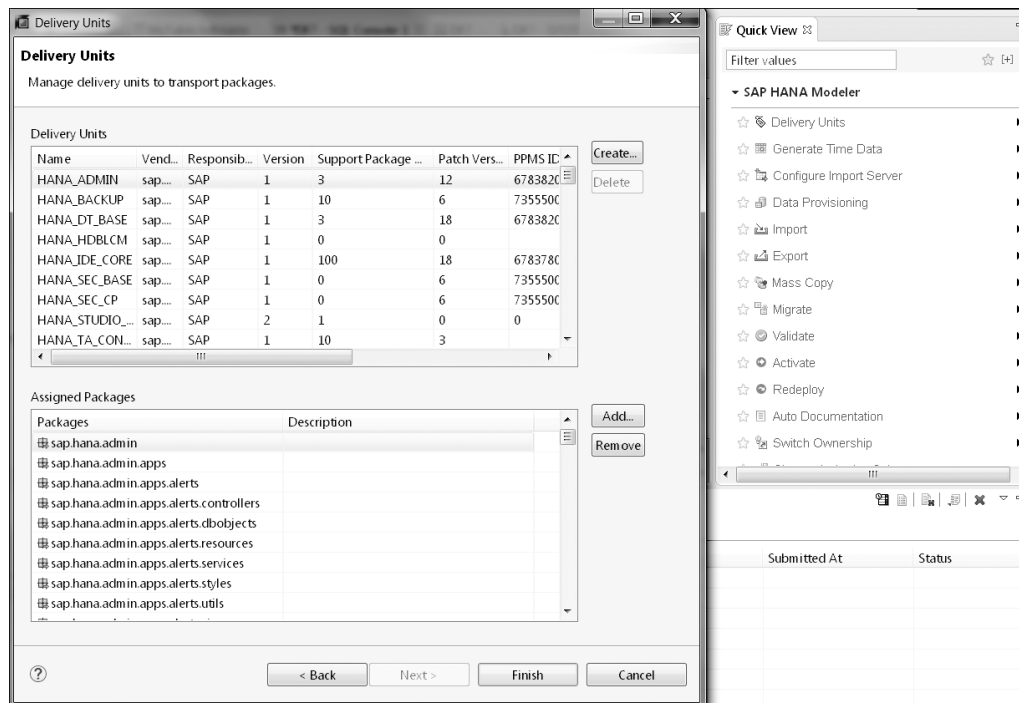 Delivery Units
Delivery Units
Manage delivery units to transport packages.
Delivery Units
Name Vend... Responsib... Version Support Package ... Patch Vers... PPMS ID
HANA_ADMIN sap.... SAP 1 3 12 6783820
HANA_BACKUP sap.... SAP 1 10 6 7355500
HANA_DT_BASE sap.... SAP 1 3 18 6783820
HANA_HDBLCM sap.... SAP 1 0 0
HANA_IDE_CORE sap.... SAP 1 100 18 6783780
HANA_SEC_BASE sap.... SAP 1 0 6 7355500
HANA_SEC_CP sap.... SAP 1 0 6 7355500
HANA_STUDIO_... sap.... SAP 2 1 0 0
HANA_TA_CON... sap.... SAP 1 10 3
Create...
Delete
Assigned Packages
Packages Description
sap.hana.admin
sap.hana.admin.apps
sap.hana.admin.apps.alerts
sap.hana.admin.apps.alerts.controllers
sap.hana.admin.apps.alerts.dbobjects
sap.hana.admin.apps.alerts.resources
sap.hana.admin.apps.alerts.services
sap.hana.admin.apps.alerts.styles
sap.hana.admin.apps.alerts.utils
Add...
Remove
< Back Next > Finish Cancel
Quick View
Filter values
SAP HANA Modeler
Delivery Units
Generate Time Data
Configure Import Server
Data Provisioning
Import
Export
Mass Copy
Migrate
Validate
Activate
Redeploy
Auto Documentation
Switch Ownership
Submitted At Status